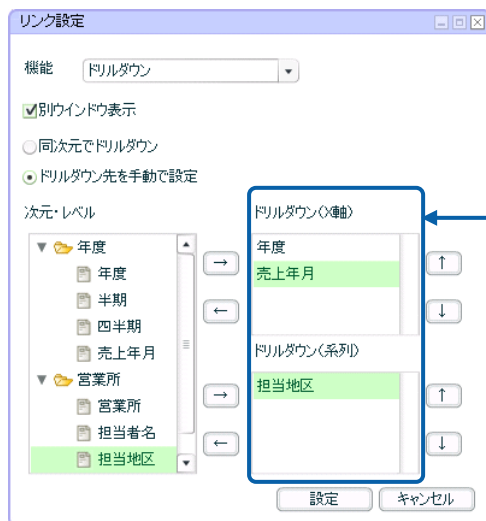 リンク設定
機能 ドリルダウン
別ウインドウ表示
同次元でドリルダウン
ドリルダウン先を手動で設定
次元・レベル
年度
年度
半期
四半期
売上年月
営業所
営業所
担当者名
担当地区
→
←
→
←
ドリルダウン(X軸)
年度
売上年月
↑
↓
ドリルダウン(系列)
担当地区
↑
↓
設定 キャンセル